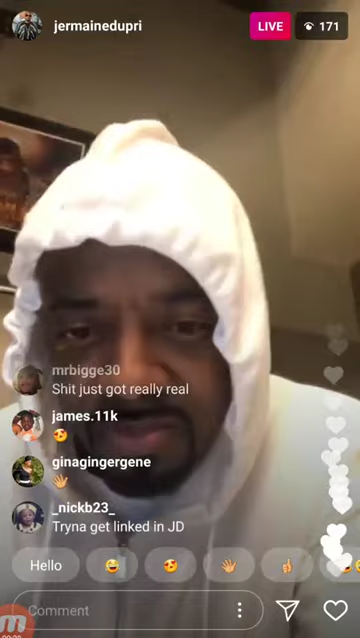 jermainedupri
LIVE
171
mrbigge30
Shit just got really real
james.11k
ginagingergene
_nickb23_
Tryna get linked in JD
Hello
Comment